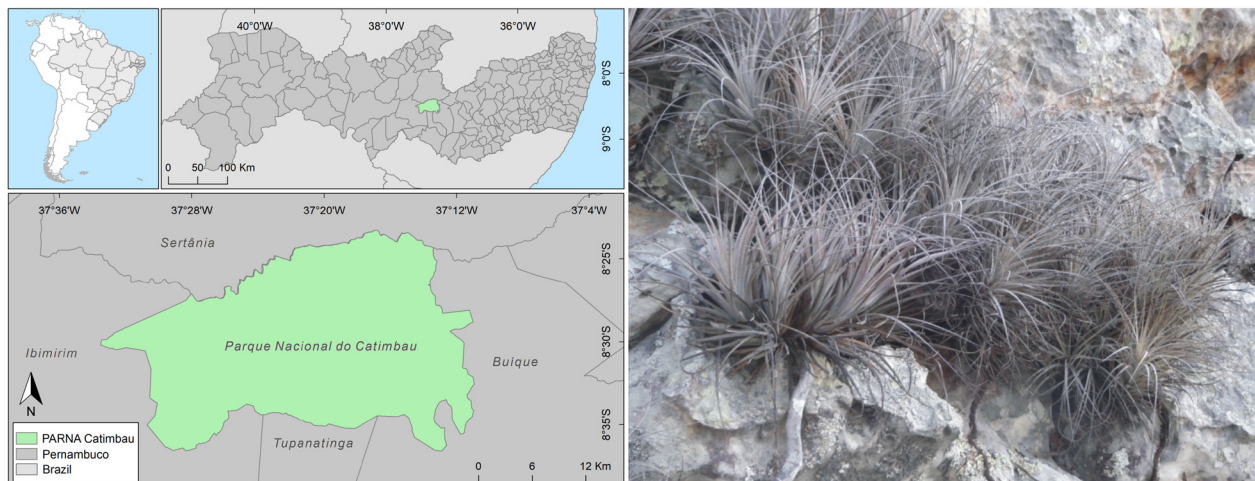 40°0'W 38°0'W 36°0'W
8°0'S
9°0'S
0 50 100 Km
37°36'W 37°28'W 37°20'W 37°12'W 37°4'W
Sertânia
8°25'S
Ibimirim
Parque Nacional do Catimbau
Buique
8°30'S
N
Tupanatinga
8°35'S
PARNA Catimbau
Pernambuco
Brazil
0 6 12 Km